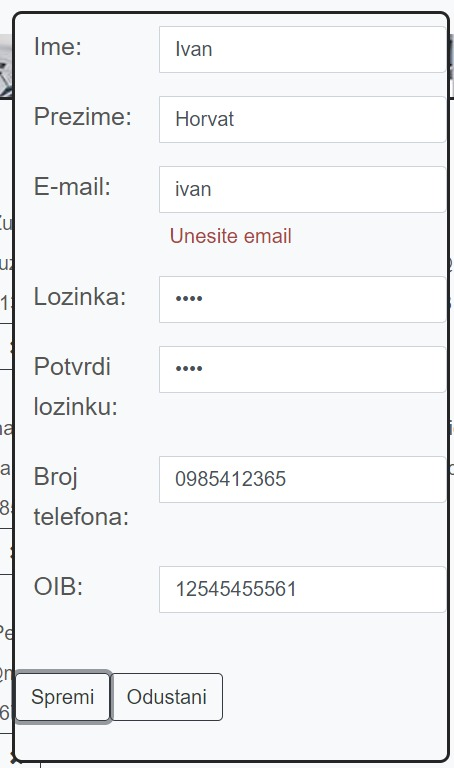 Ime: Ivan
Prezime: Horvat
E-mail: ivan
Unesite email
Lozinka: ••••
Potvrdi
lozinku: ••••
Broj
telefona: 0985412365
OIB: 12545455561
Spremi Odustani